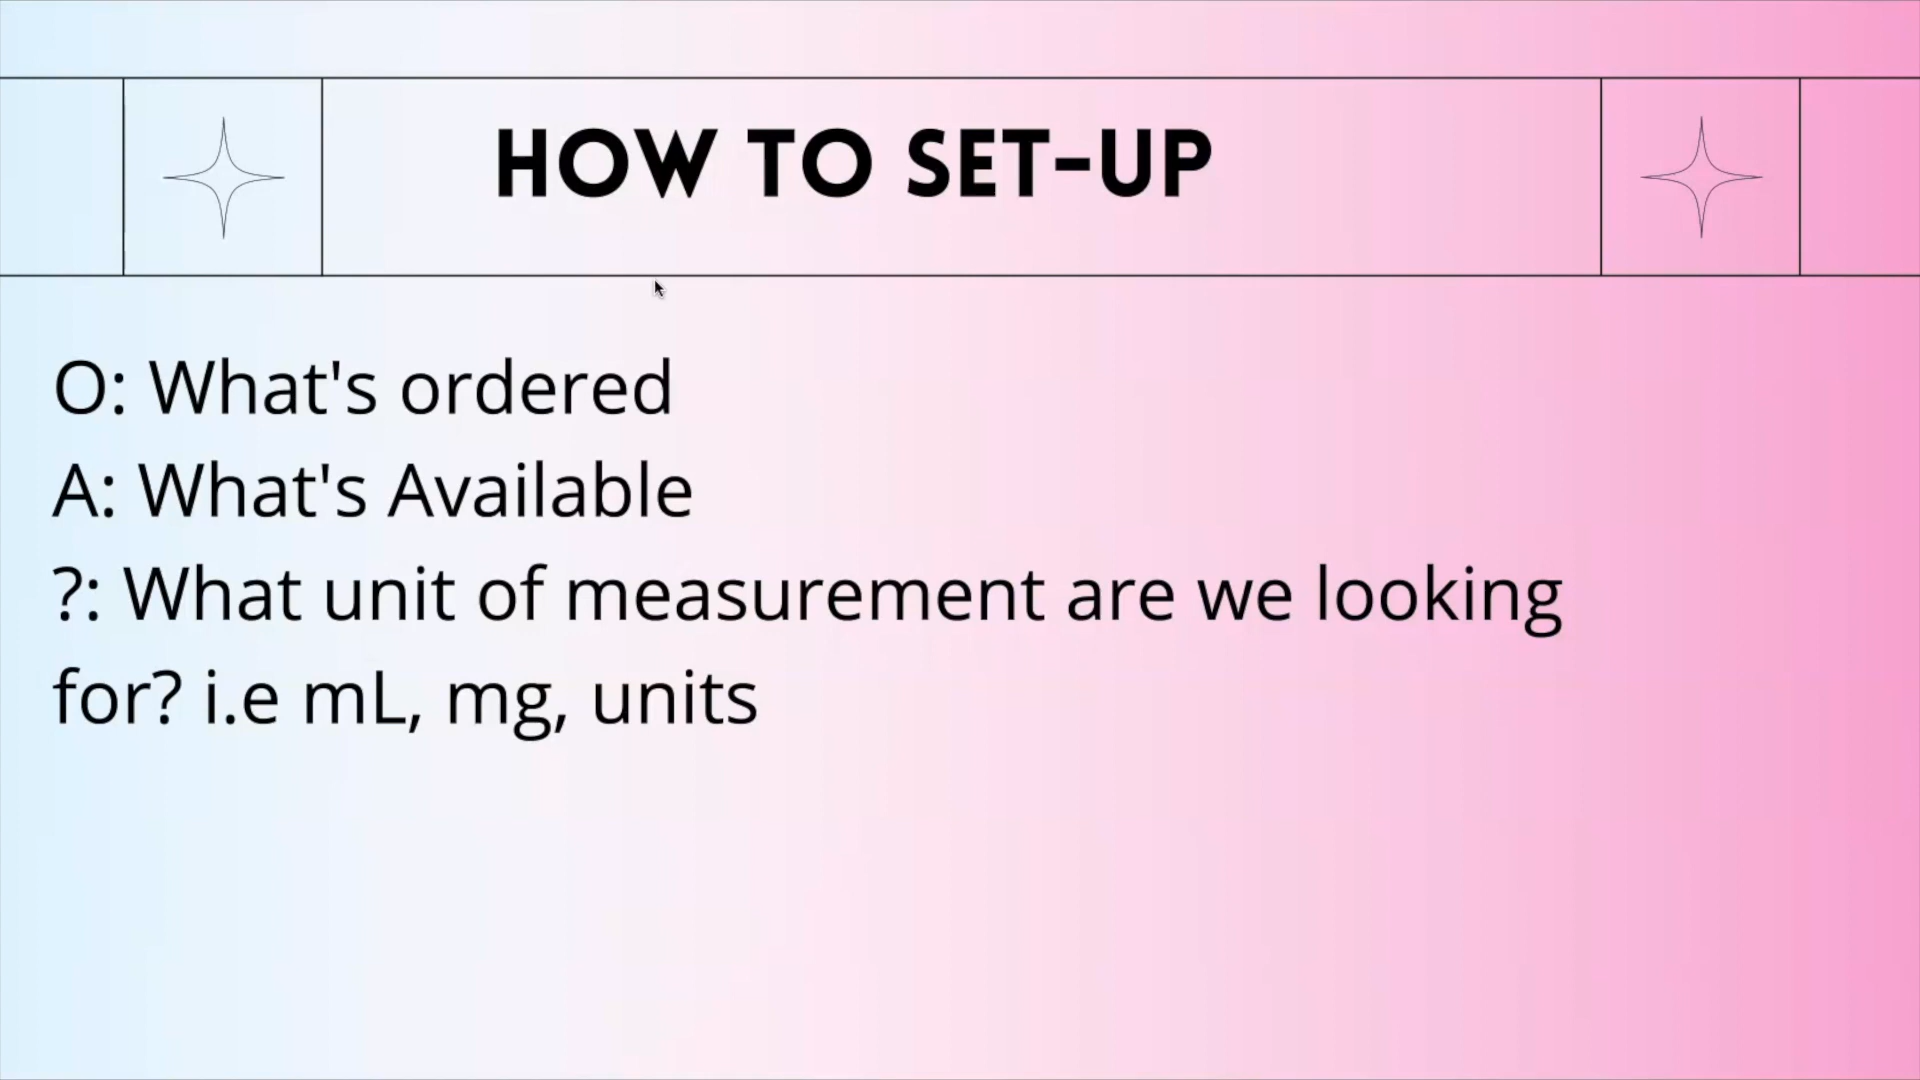 HOW TO SET-UP
O: What's ordered
A: What's Available
?: What unit of measurement are we looking
for? i.e mL, mg, units